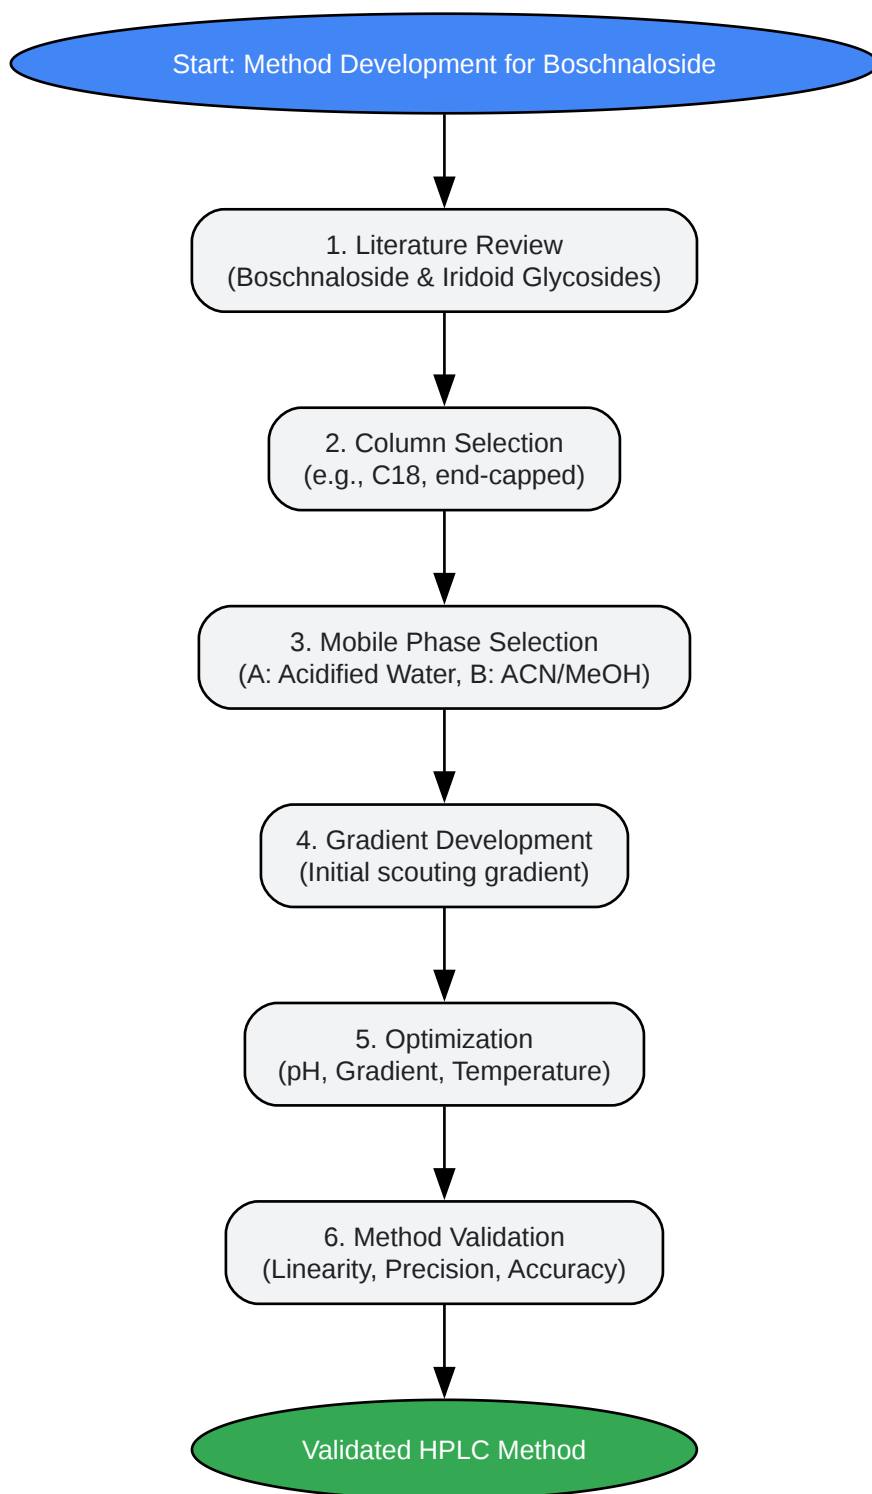 Start: Method Development for Boschnaloside
1. Literature Review
(Boschnaloside & Iridoid Glycosides)
2. Column Selection
(e.g., C18, end-capped)
3. Mobile Phase Selection
(A: Acidified Water, B: ACN/MeOH)
4. Gradient Development
(Initial scouting gradient)
5. Optimization
(pH, Gradient, Temperature)
6. Method Validation
(Linearity, Precision, Accuracy)
Validated HPLC Method